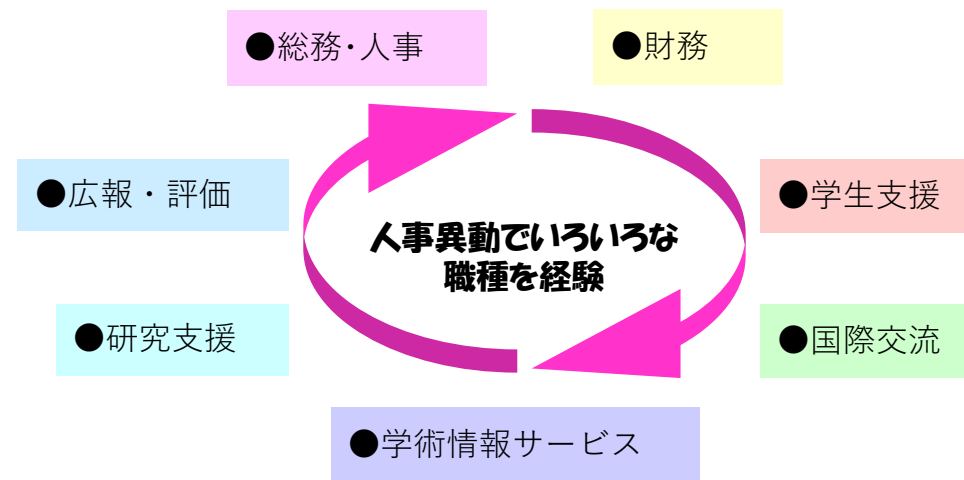 ●総務・人事
●財務
●広報・評価
●学生支援
人事異動でいろいろな
職種を経験
●研究支援
●国際交流
●学術情報サービス